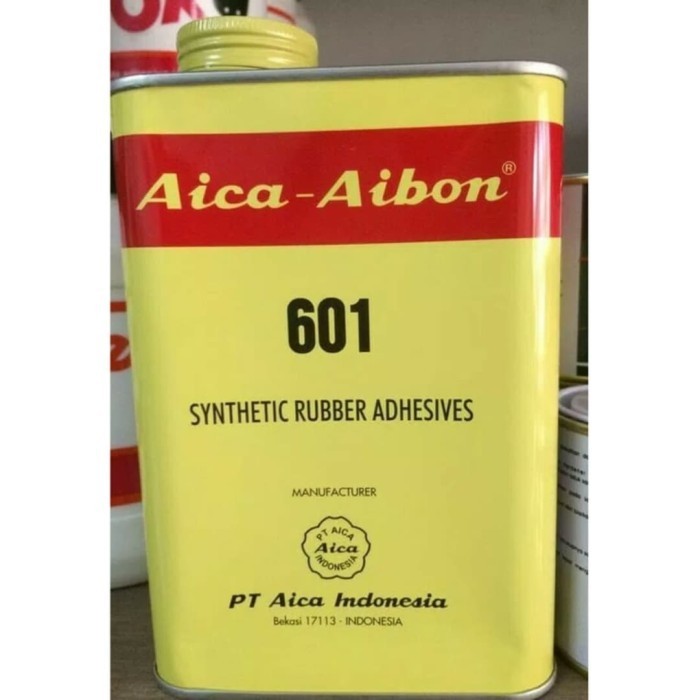 Aica-Aibon®
601
SYNTHETIC RUBBER ADHESIVES
MANUFACTURER
PT AICA
Aica
INDONESIA
PT Aica Indonesia
Bekasi 17113 - INDONESIA